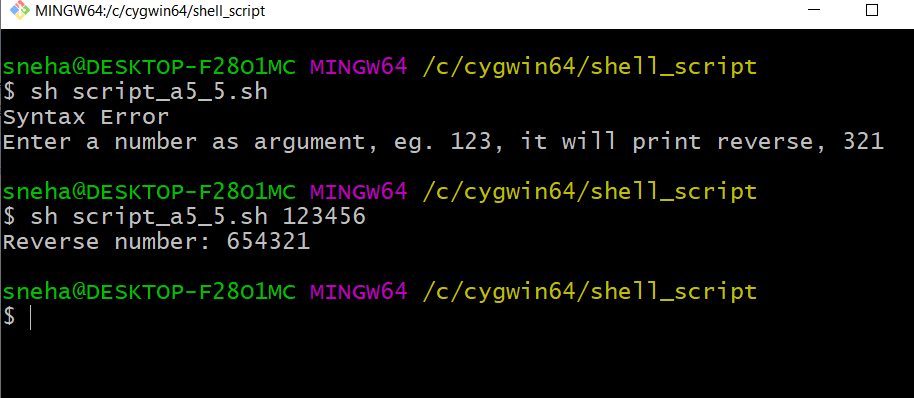 MINGW64:/c/cygwin64/shell_script
sneha@DESKTOP-F28O1MC MINGW64 /c/cygwin64/shell_script
$ sh script_a5_5.sh
Syntax Error
Enter a number as argument, eg. 123, it will print reverse, 321
sneha@DESKTOP-F28O1MC MINGW64 /c/cygwin64/shell_script
$ sh script_a5_5.sh 123456
Reverse number: 654321
sneha@DESKTOP-F28O1MC MINGW64 /c/cygwin64/shell_script
$